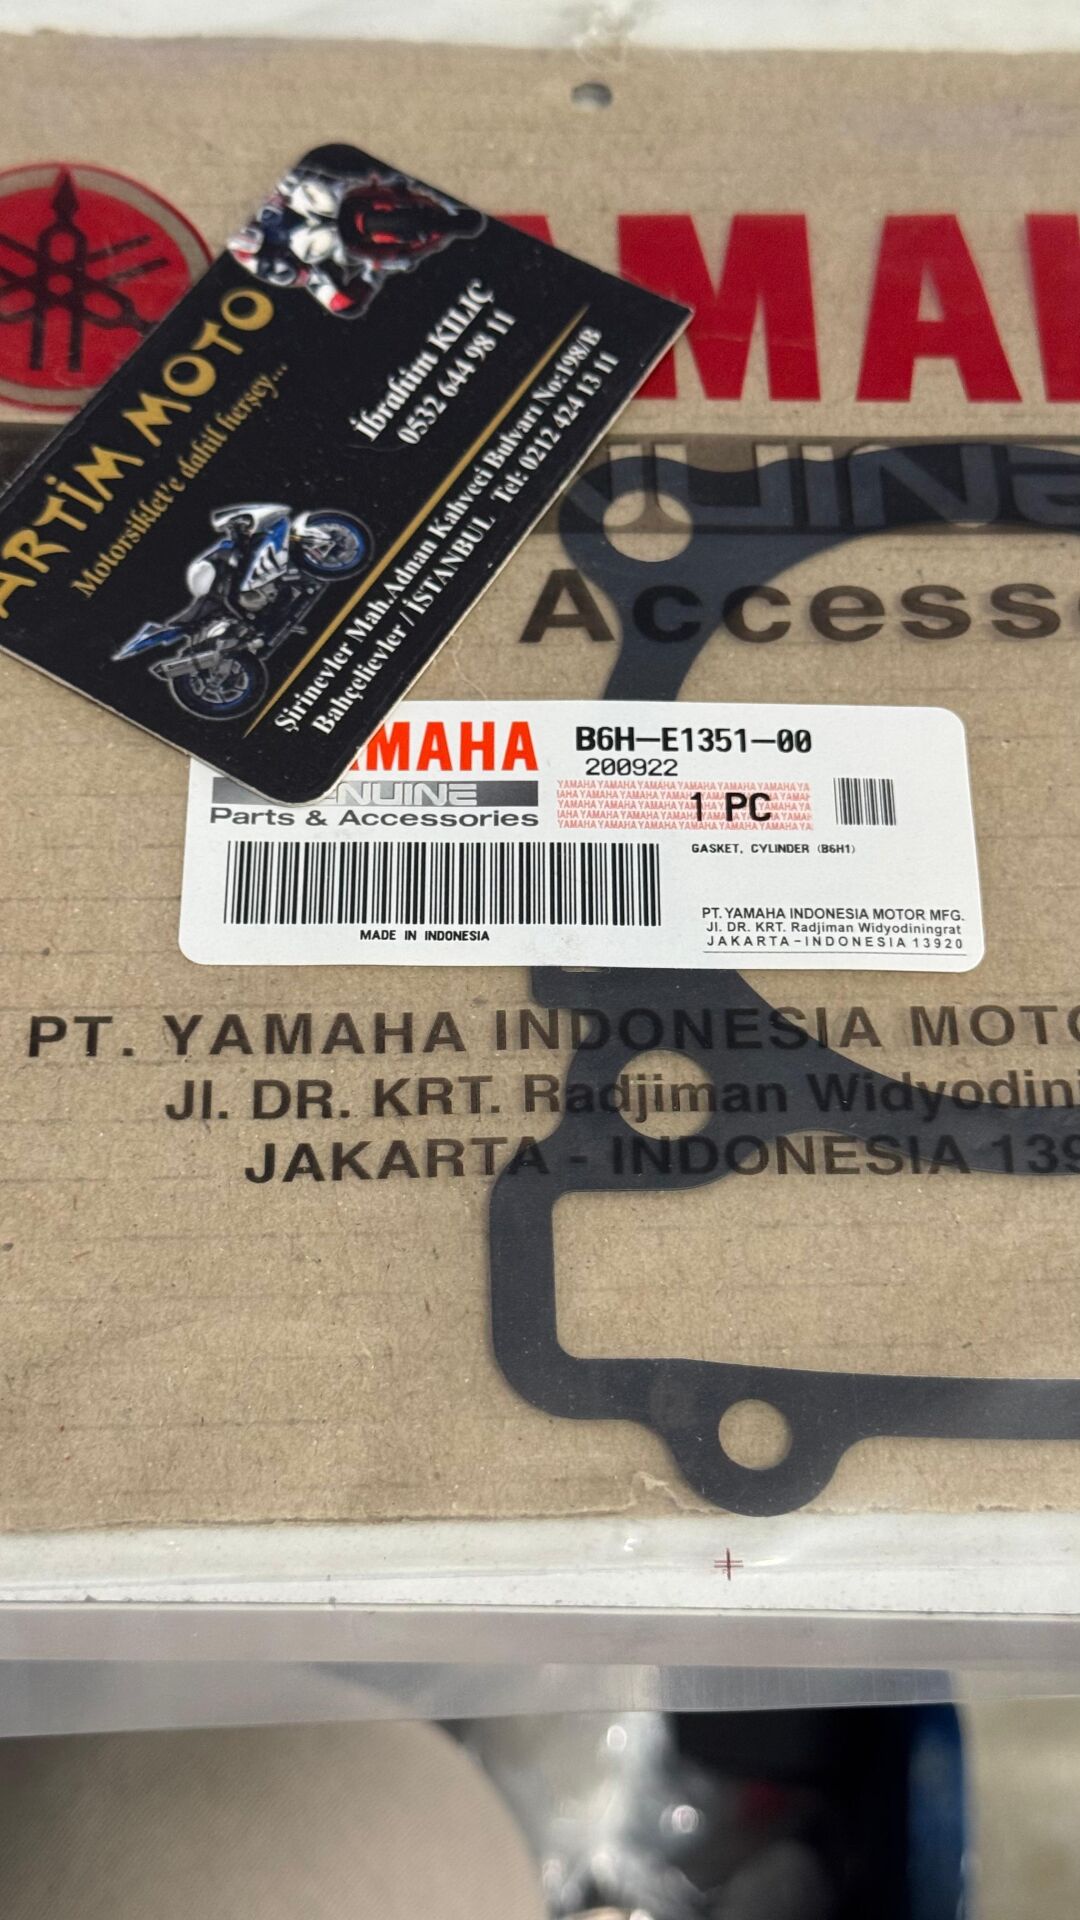 ARTİM MOTO
Motorsiklet'e dahil herşey...
İbrahim KILIÇ
0532 644 98 11
Şirinevler Mah.Adnan Kahveci Bulvarı No:198/B
Bahçelievler / İSTANBUL Tel: 0212 424 13 11
YAMAHA
B6H-E1351-00
200922
GENUINE
Parts & Accessories
1 PC
GASKET, CYLINDER (B6H1)
MADE IN INDONESIA
PT. YAMAHA INDONESIA MOTOR MFG.
Jl. DR. KRT. Radjiman Widyodiningrat
JAKARTA-INDONESIA 13920
PT. YAMAHA INDONESIA MOTO
Jl. DR. KRT. Radjiman Widyodini
JAKARTA - INDONESIA 139